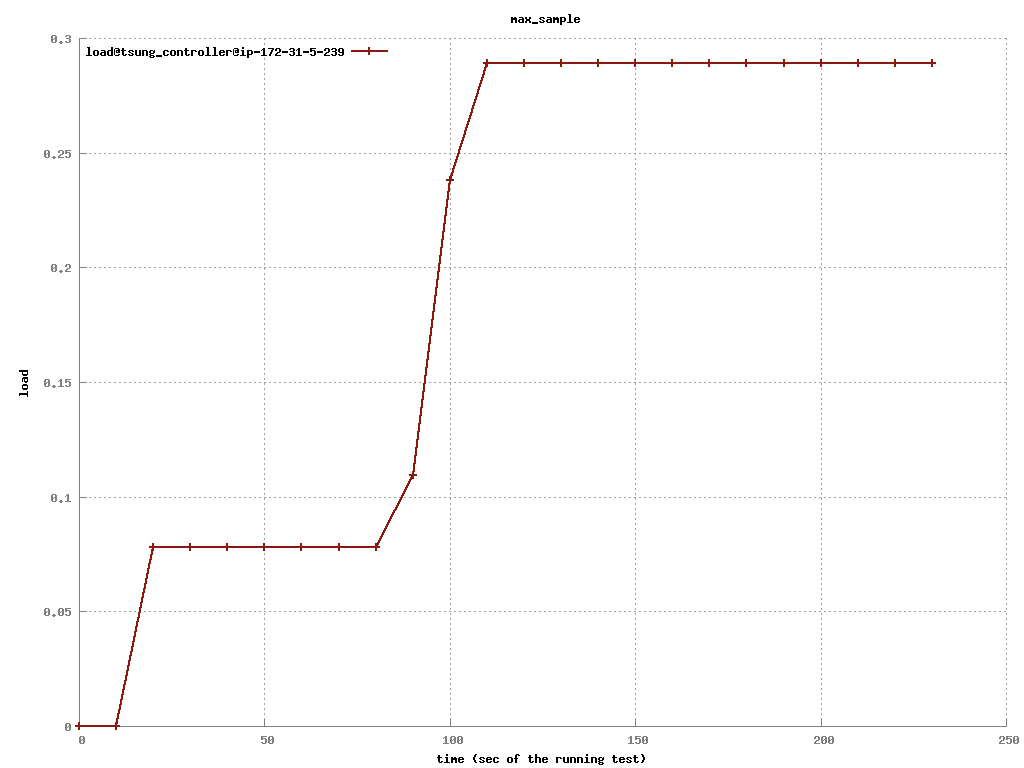 max_sample
load@tsung_controller@ip-172-31-5-239
0.3
0.25
0.2
0.15
0.1
0.05
0
load
0 50 100 150 200 250
time (sec of the running test)